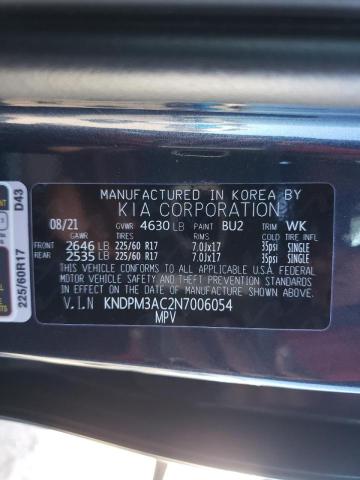 MANUFACTURED IN KOREA BY
KIA CORPORATION
08/21 GVWR 4630 LB PAINT BU2 TRIM WK
GAWR TIRES RIMS COLD TIRE INFL
FRONT 2646 LB 225/60 R17 7.0Jx17 35psi SINGLE
REAR 2535 LB 225/60 R17 7.0Jx17 35psi SINGLE
THIS VEHICLE CONFORMS TO ALL APPLICABLE
U.S.FEDERAL MOTOR VEHICLE SAFETY
STANDARDS IN EFFECT ON THE DATE OF
MANUFACTURE SHOWN ABOVE.
V.I.N KNDPM3AC2N7006054
MPV
225/60R17 D43